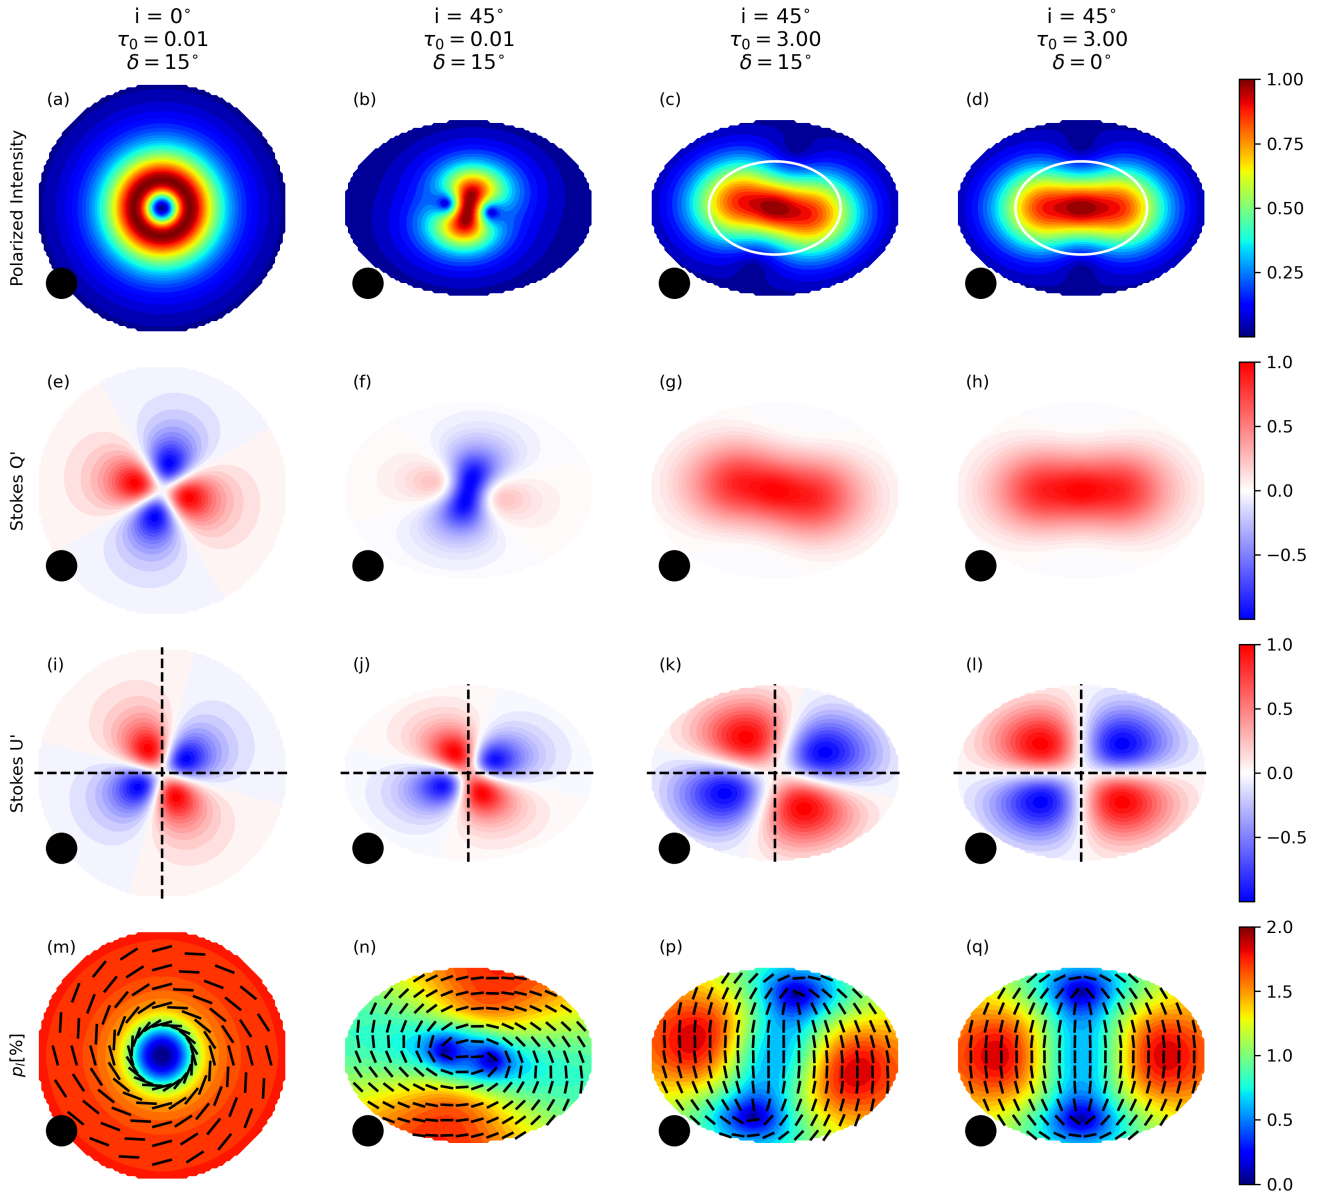 i = 0° i = 45° i = 45° i = 45°
τ₀ = 0.01 τ₀ = 0.01 τ₀ = 3.00 τ₀ = 3.00
δ = 15° δ = 15° δ = 15° δ = 0°
Polarized Intensity
(a) (b) (c) (d)
1.00
0.75
0.50
0.25
Stokes Q'
(e) (f) (g) (h)
1.0
0.5
0.0
−0.5
Stokes U'
(i) (j) (k) (l)
1.0
0.5
0.0
−0.5
p_l[%]
(m) (n) (p) (q)
2.0
1.5
1.0
0.5
0.0